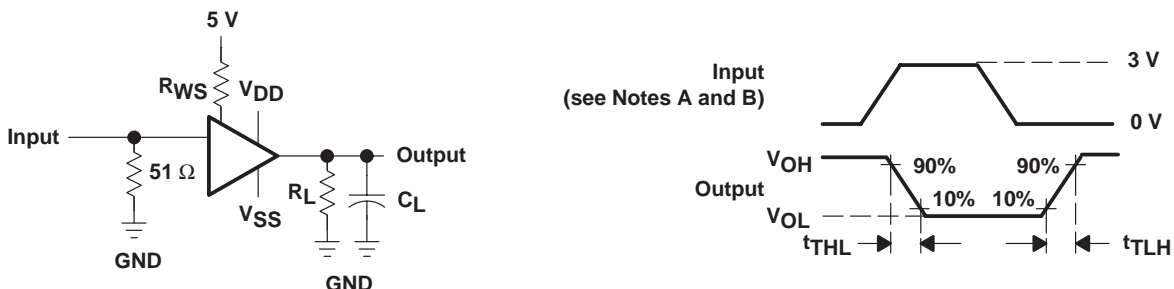 5 V
RWS
VDD
Input
51 Ω
Output
RL
CL
VSS
GND
GND
Input
(see Notes A and B)
3 V
0 V
VOH
90%
90%
Output
10%
10%
VOL
tTHL
tTLH